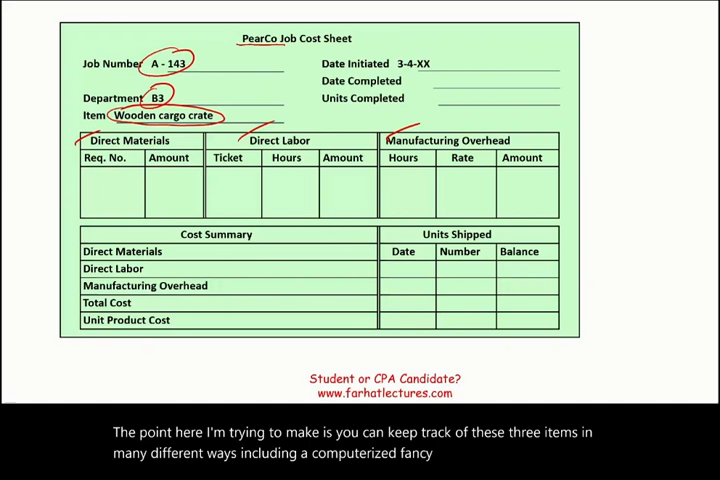 PearCo Job Cost Sheet
Job Number A - 143 Date Initiated 3-4-XX
Date Completed
Department B3 Units Completed
Item Wooden cargo crate
Direct Materials Direct Labor Manufacturing Overhead
Req. No. Amount Ticket Hours Amount Hours Rate Amount
Cost Summary Units Shipped
Direct Materials Date Number Balance
Direct Labor
Manufacturing Overhead
Total Cost
Unit Product Cost
Student or CPA Candidate?
www.farhatlectures.com
The point here I'm trying to make is you can keep track of these three items in
many different ways including a computerized fancy